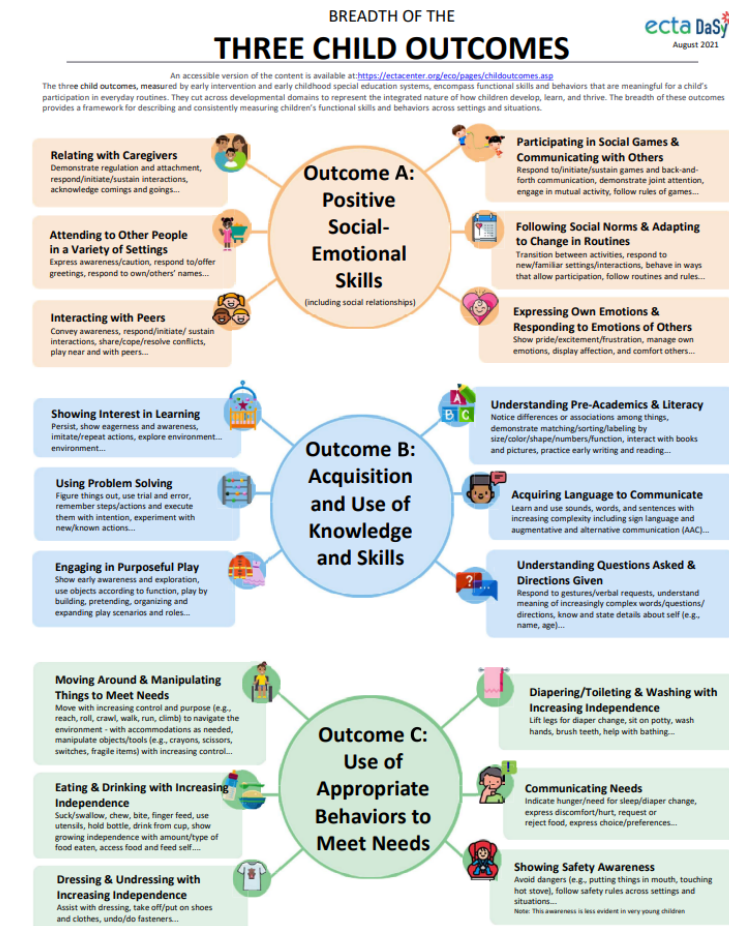 BREADTH OF THE
THREE CHILD OUTCOMES
ecta DaSy
August 2021
An accessible version of the content is available at:https://ectacenter.org/eco/pages/childoutcomes.asp
The three child outcomes, measured by early intervention and early childhood special education systems, encompass functional skills and behaviors that are meaningful for a child's
participation in everyday routines. They cut across developmental domains to represent the integrated nature of how children develop, learn, and thrive. The breadth of these outcomes
provides a framework for describing and consistently measuring children's functional skills and behaviors across settings and situations.
Outcome A:
Positive
Social-
Emotional
Skills
(including social relationships)
Relating with Caregivers
Demonstrate regulation and attachment,
respond/initiate/sustain interactions,
acknowledge comings and goings...
Attending to Other People
in a Variety of Settings
Express awareness/caution, respond to/offer
greetings, respond to own/others' names...
Interacting with Peers
Convey awareness, respond/initiate/ sustain
interactions, share/cope/resolve conflicts,
play near and with peers...
Participating in Social Games &
Communicating with Others
Respond to/initiate/sustain games and back-and-
forth communication, demonstrate joint attention,
engage in mutual activity, follow rules of games...
Following Social Norms & Adapting
to Change in Routines
Transition between activities, respond to
new/familiar settings/interactions, behave in ways
that allow participation, follow routines and rules...
Expressing Own Emotions &
Responding to Emotions of Others
Show pride/excitement/frustration, manage own
emotions, display affection, and comfort others...
Outcome B:
Acquisition
and Use of
Knowledge
and Skills
Showing Interest in Learning
Persist, show eagerness and awareness,
imitate/repeat actions, explore environment...
environment...
Using Problem Solving
Figure things out, use trial and error,
remember steps/actions and execute
them with intention, experiment with
new/known actions...
Engaging in Purposeful Play
Show early awareness and exploration,
use objects according to function, play by
building, pretending, organizing and
expanding play scenarios and roles...
A
B C
Understanding Pre-Academics & Literacy
Notice differences or associations among things,
demonstrate matching/sorting/labeling by
size/color/shape/numbers/function, interact with books
and pictures, practice early writing and reading...
Acquiring Language to Communicate
Learn and use sounds, words, and sentences with
increasing complexity including sign language and
augmentative and alternative communication (AAC)...
?
Understanding Questions Asked &
Directions Given
Respond to gestures/verbal requests, understand
meaning of increasingly complex words/questions/
directions, know and state details about self (e.g.,
name, age)...
Outcome C:
Use of
Appropriate
Behaviors to
Meet Needs
Moving Around & Manipulating
Things to Meet Needs
Move with increasing control and purpose (e.g.,
reach, roll, crawl, walk, run, climb) to navigate the
environment - with accommodations as needed,
manipulate objects/tools (e.g., crayons, scissors,
switches, fragile items) with increasing control...
Eating & Drinking with Increasing
Independence
Suck/swallow, chew, bite, finger feed, use
utensils, hold bottle, drink from cup, show
growing independence with amount/type of
food eaten, access food and feed self....
Dressing & Undressing with
Increasing Independence
Assist with dressing, take off/put on shoes
and clothes, undo/do fasteners...
Diapering/Toileting & Washing with
Increasing Independence
Lift legs for diaper change, sit on potty, wash
hands, brush teeth, help with bathing...
!
Communicating Needs
Indicate hunger/need for sleep/diaper change,
express discomfort/hurt, request or
reject food, express choice/preferences...
Showing Safety Awareness
Avoid dangers (e.g., putting things in mouth, touching
hot stove), follow safety rules across settings and
situations...
Note: This awareness is less evident in very young children